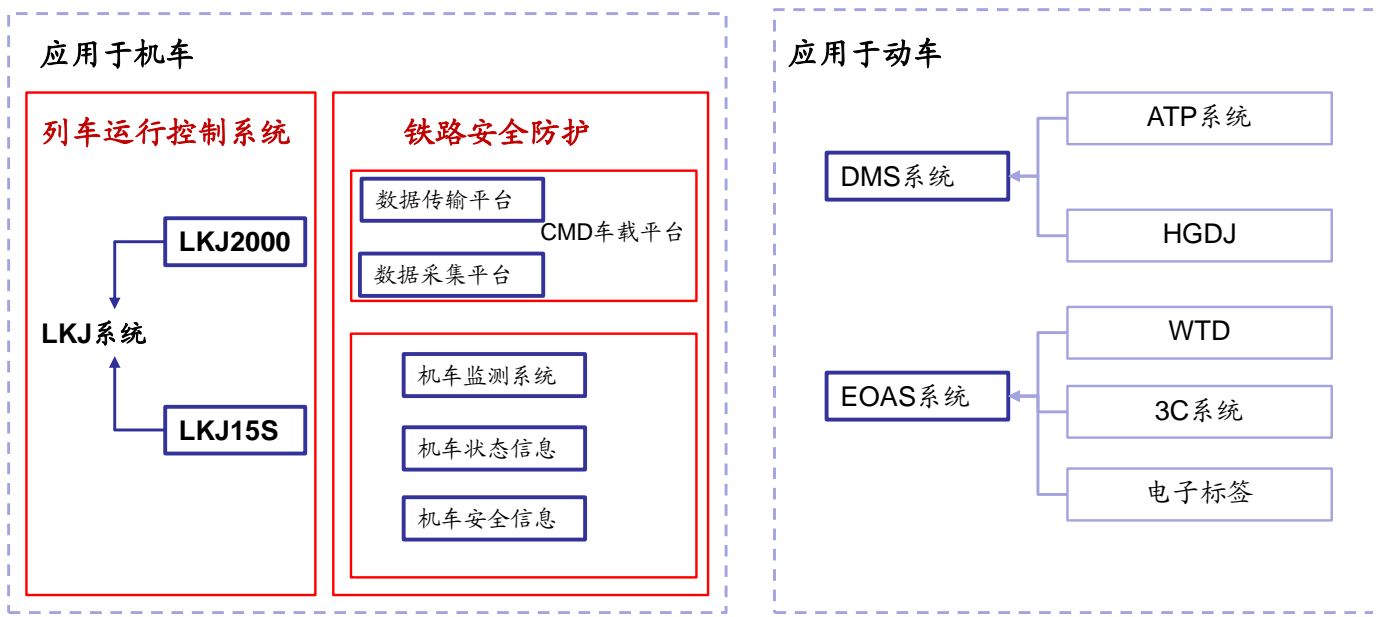 应用于机车
列车运行控制系统
LKJ2000
LKJ系统
LKJ15S
铁路安全防护
数据传输平台
CMD车载平台
数据采集平台
机车监测系统
机车状态信息
机车安全信息
应用于动车
ATP系统
DMS系统
HGDJ
WTD
EOAS系统
3C系统
电子标签